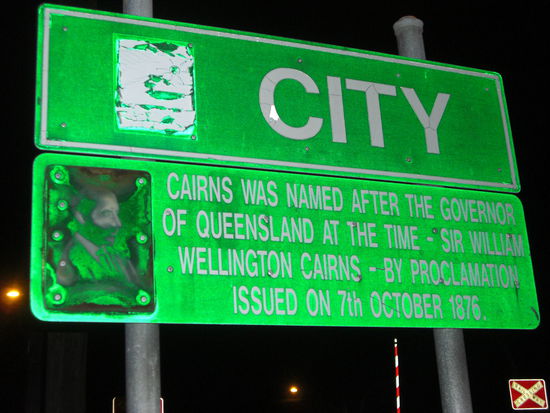 CITY
CAIRNS WAS NAMED AFTER THE GOVERNOR
OF QUEENSLAND AT THE TIME - SIR WILLIAM
WELLINGTON CAIRNS - BY PROCLAMATION
ISSUED ON 7th OCTOBER 1876.